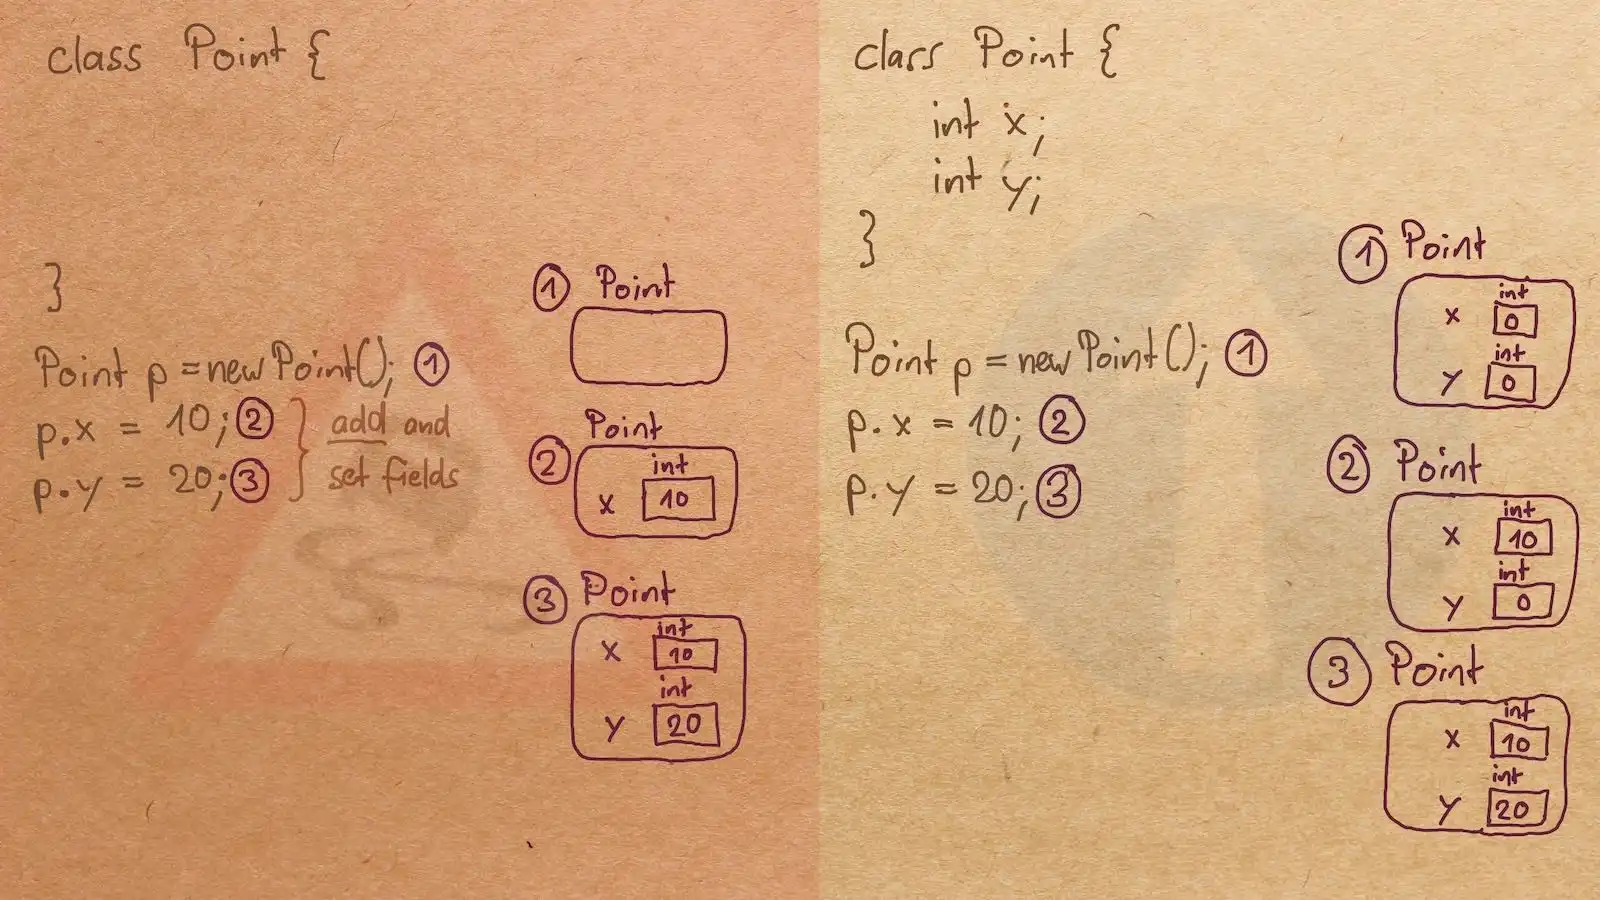 class Point {
}
Point p = new Point(); ①
p.x = 10; ②
p.y = 20; ③
add and
set fields
① Point
② Point
int
x 10
③ Point
int
x 10
int
y 20
class Point {
int x;
int y;
}
Point p = new Point(); ①
p.x = 10; ②
p.y = 20; ③
① Point
int
x 0
int
y 0
② Point
int
x 10
int
y 0
③ Point
int
x 10
int
y 20